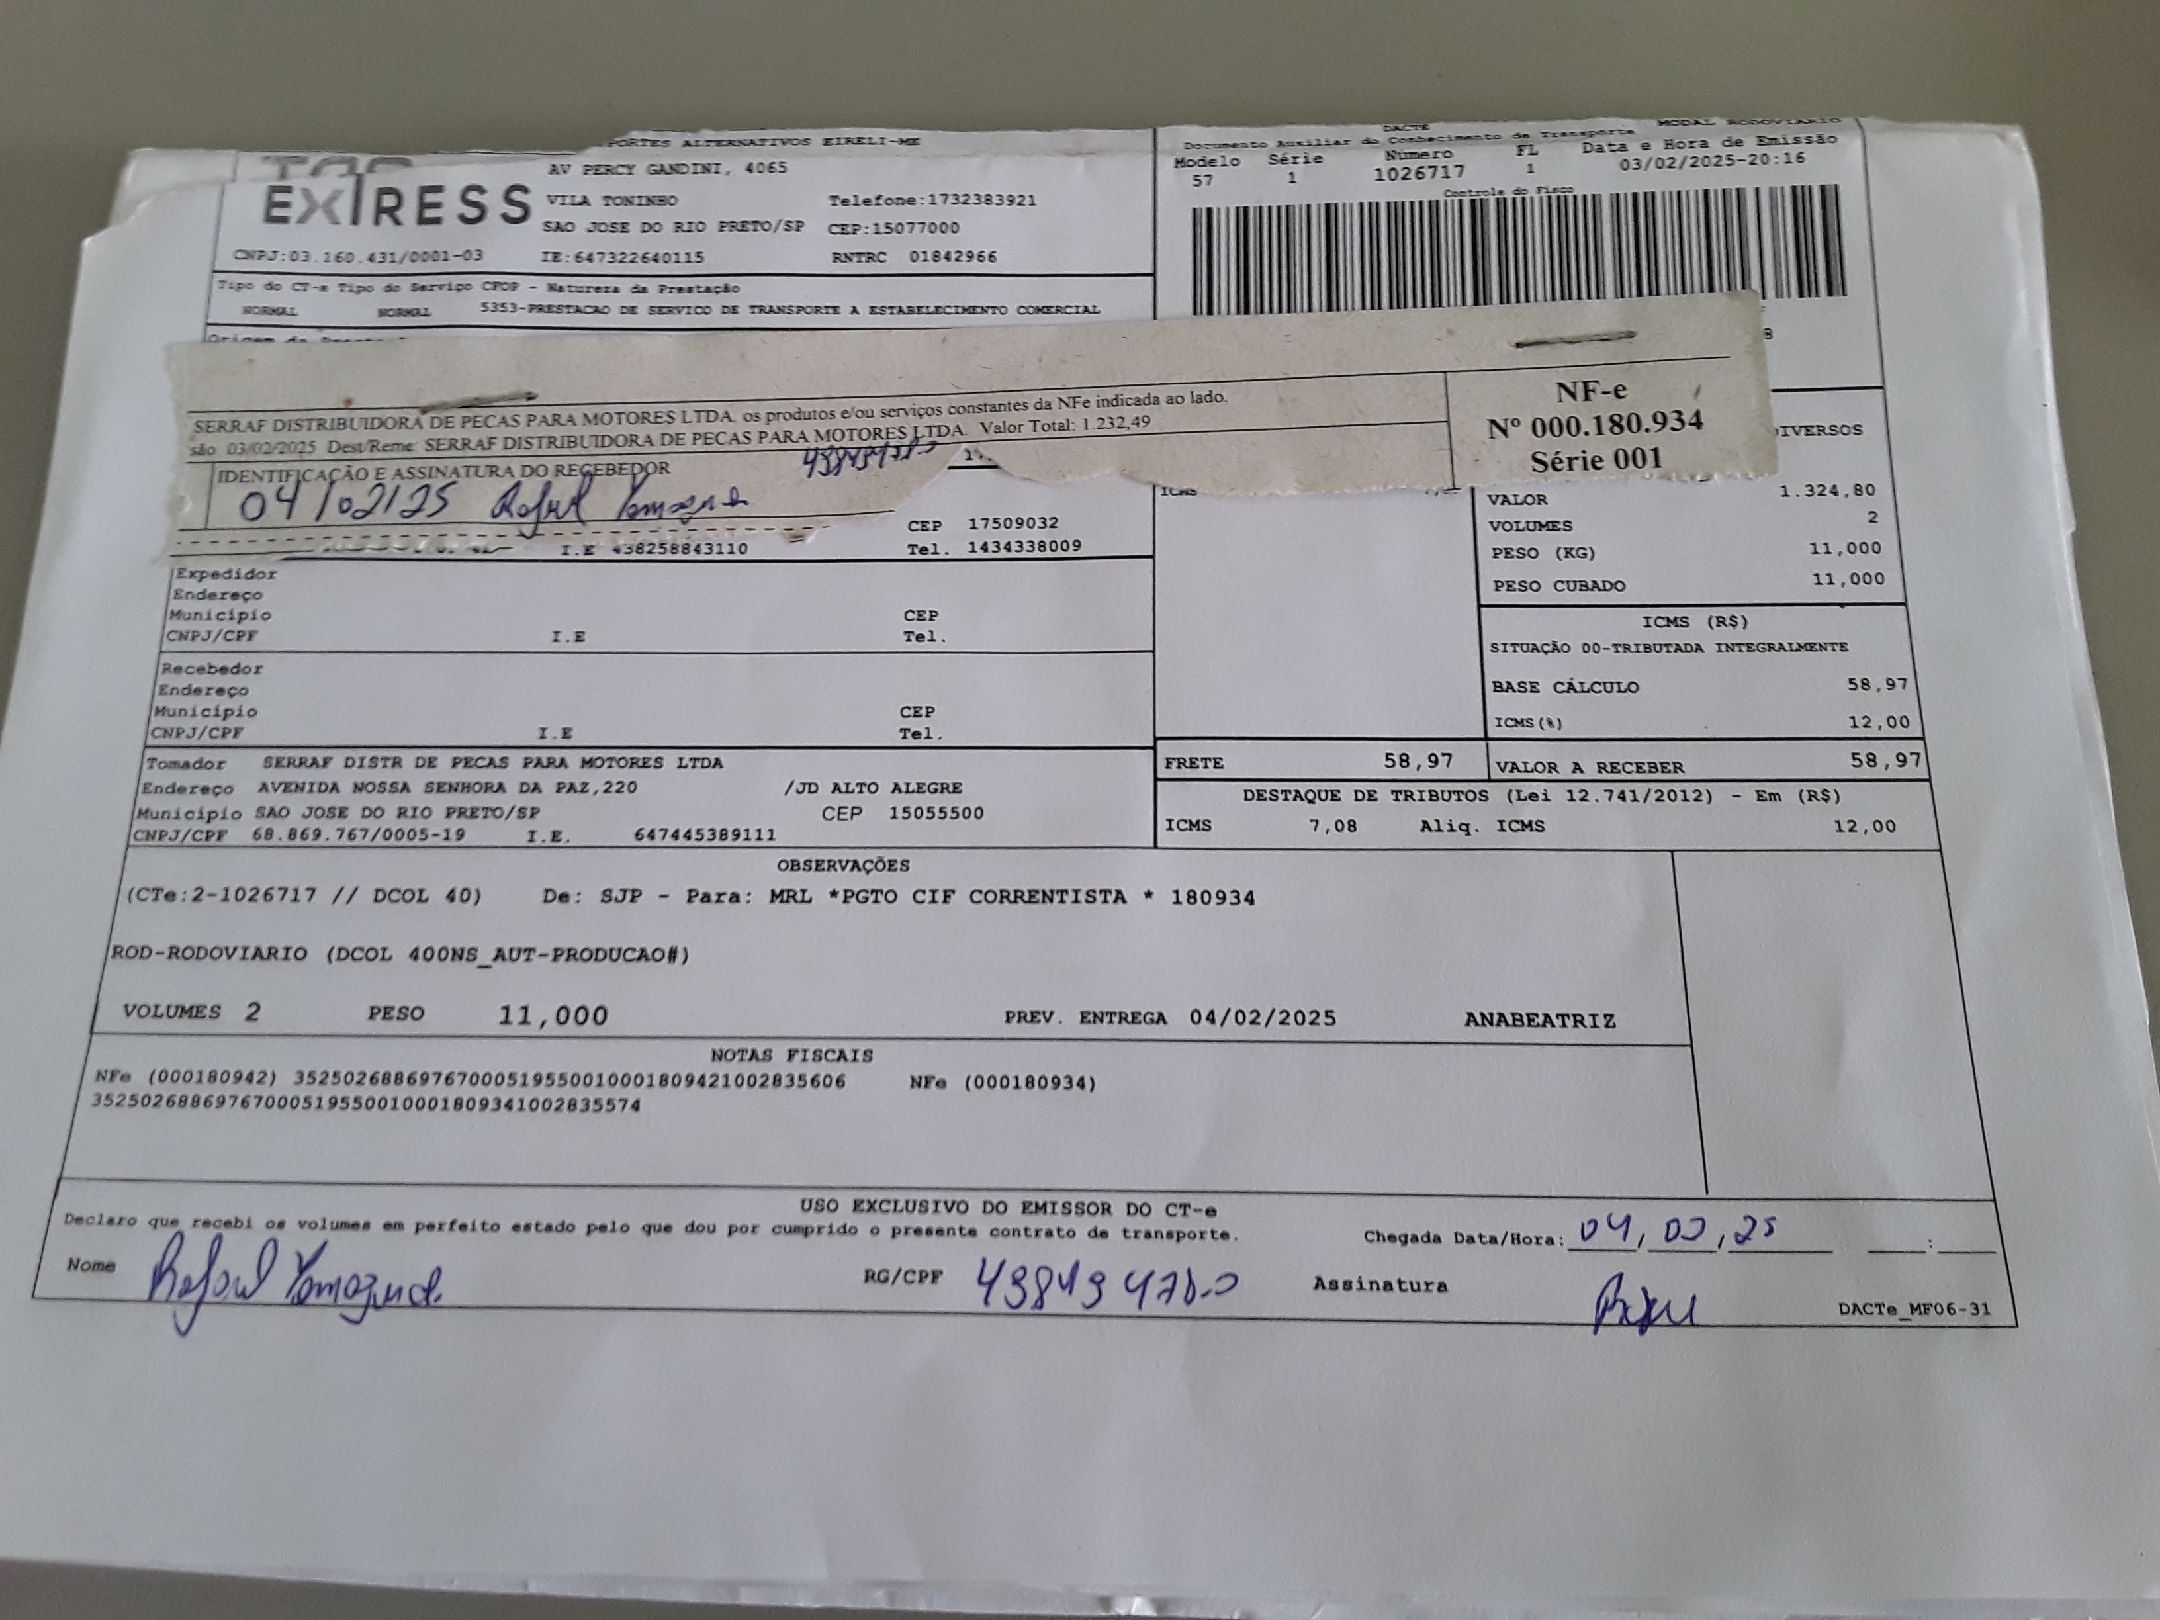 PORTES ALTERNATIVOS EIRELI-ME
EXTRESS
AV PERCY GANDINI, 4065
VILA TONINHO Telefone:1732383921
SAO JOSE DO RIO PRETO/SP CEP:15077000
CNPJ:03.160.431/0001-03 IE:647322640115 RNTRC 01842966
DACTE MODAL RODOVIARIO
Documento Auxiliar do Conhecimento de Transporte
Modelo Série Número FL Data e Hora de Emissão
57 1 1026717 1 03/02/2025-20:16
Controle do Fisco
Tipo do CT-e Tipo do Serviço CFOP - Natureza da Prestação
NORMAL NORMAL 5353-PRESTACAO DE SERVICO DE TRANSPORTE A ESTABELECIMENTO COMERCIAL
SERRAF DISTRIBUIDORA DE PECAS PARA MOTORES LTDA. os produtos e/ou serviços constantes da NFe indicada ao lado.
são 03/02/2025 Dest/Reme: SERRAF DISTRIBUIDORA DE PECAS PARA MOTORES LTDA. Valor Total: 1.232,49
IDENTIFICAÇÃO E ASSINATURA DO RECEBEDOR
04/02/25 Rafael
NF-e
Nº 000.180.934
Série 001
IVERSOS
ICMS
VALOR 1.324,80
VOLUMES 2
PESO (KG) 11,000
PESO CUBADO 11,000
CEP 17509032
I.E 438258843110 Tel. 1434338009
Expedidor
Endereço
Município CEP
CNPJ/CPF I.E Tel.
Recebedor
Endereço
Município CEP
CNPJ/CPF I.E Tel.
ICMS (R$)
SITUAÇÃO 00-TRIBUTADA INTEGRALMENTE
BASE CÁLCULO 58,97
ICMS(%) 12,00
FRETE 58,97 VALOR A RECEBER 58,97
Tomador SERRAF DISTR DE PECAS PARA MOTORES LTDA
Endereço AVENIDA NOSSA SENHORA DA PAZ,220 /JD ALTO ALEGRE
Município SAO JOSE DO RIO PRETO/SP CEP 15055500
CNPJ/CPF 68.869.767/0005-19 I.E. 647445389111
DESTAQUE DE TRIBUTOS (Lei 12.741/2012) - Em (R$)
ICMS 7,08 Aliq. ICMS 12,00
OBSERVAÇÕES
(CTe:2-1026717 // DCOL 40) De: SJP - Para: MRL *PGTO CIF CORRENTISTA * 180934
ROD-RODOVIARIO (DCOL 400NS_AUT-PRODUCAO#)
VOLUMES 2 PESO 11,000 PREV. ENTREGA 04/02/2025 ANABEATRIZ
NOTAS FISCAIS
NFe (000180942) 35250268869767000519550010001809421002835606 NFe (000180934)
35250268869767000519550010001809341002835574
USO EXCLUSIVO DO EMISSOR DO CT-e
Declaro que recebi os volumes em perfeito estado pelo que dou por cumprido o presente contrato de transporte.
Chegada Data/Hora: 04, 02, 25 :
Nome Rafael RG/CPF Assinatura
DACTe_MF06-31